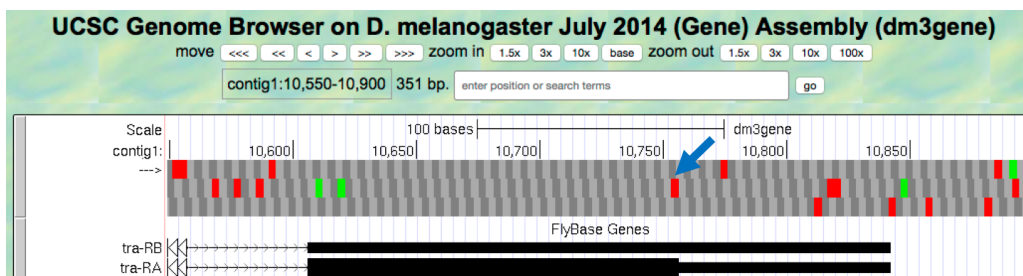 UCSC Genome Browser on D. melanogaster July 2014 (Gene) Assembly (dm3gene)
move <<< << < > >> >>> zoom in 1.5x 3x 10x base zoom out 1.5x 3x 10x 100x
contig1:10,550-10,900 351 bp. enter position or search terms go
Scale 100 bases dm3gene
contig1: 10,600 10,650 10,700 10,750 10,800 10,850
--->
FlyBase Genes
tra-RB
tra-RA